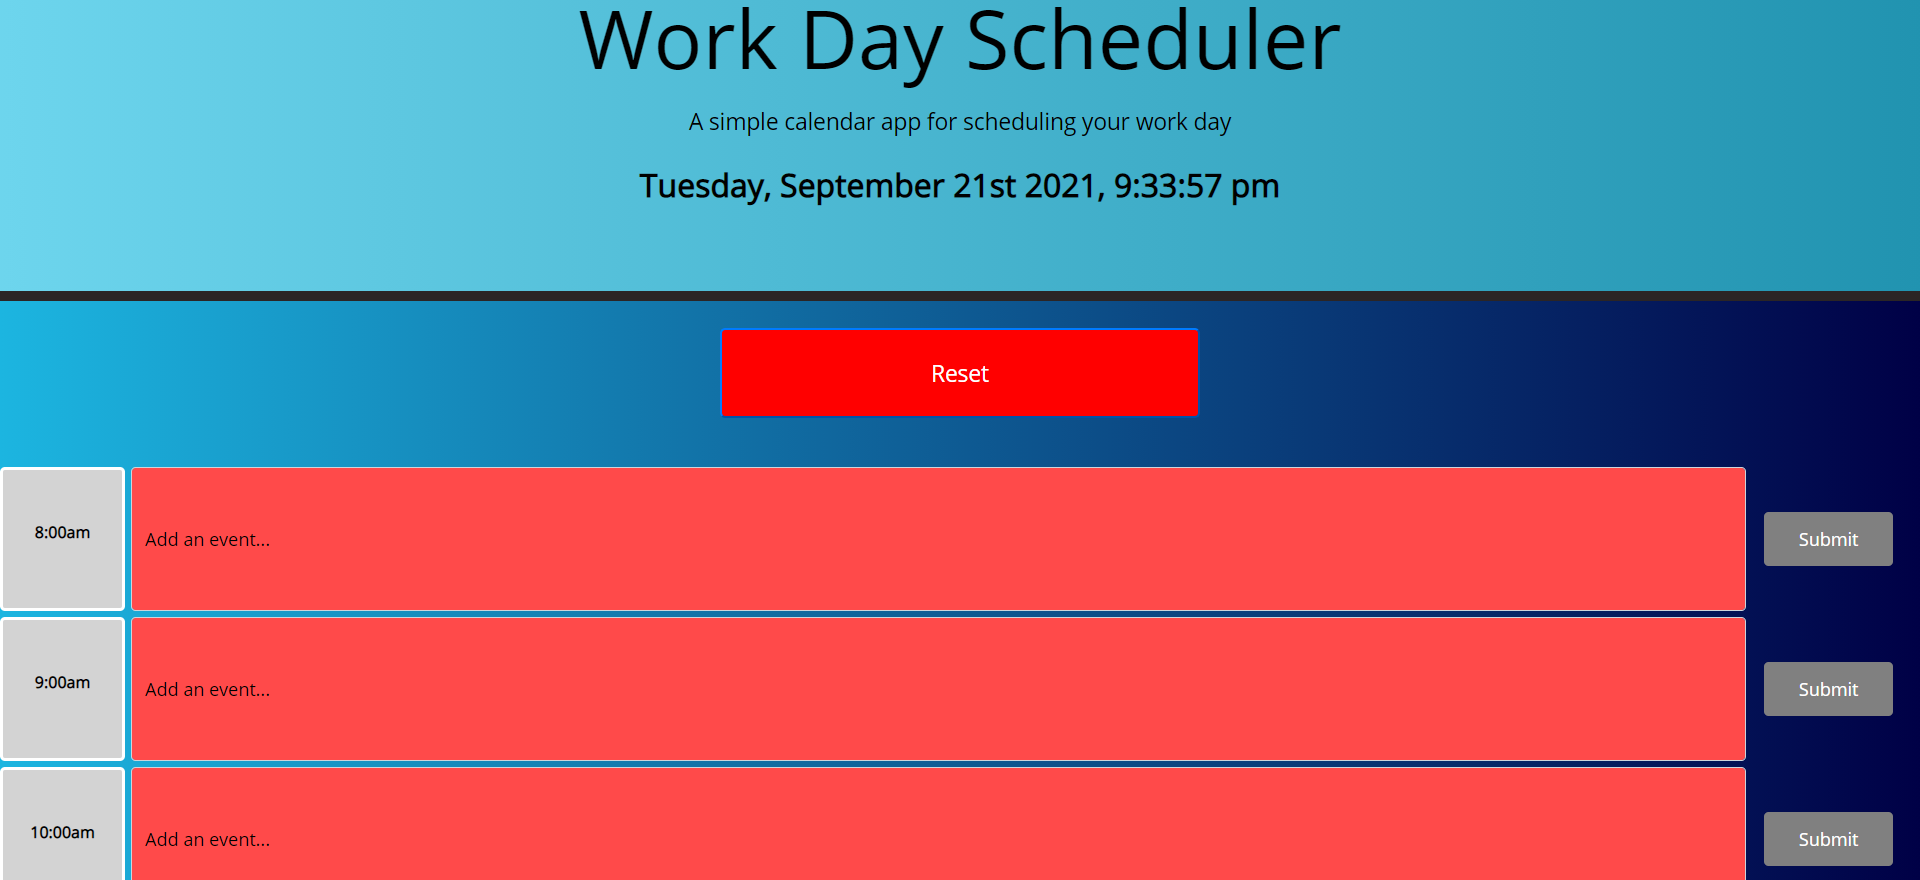 Work Day Scheduler
A simple calendar app for scheduling your work day
Tuesday, September 21st 2021, 9:33:57 pm
Reset
8:00am
Add an event...
Submit
9:00am
Add an event...
Submit
10:00am
Add an event...
Submit